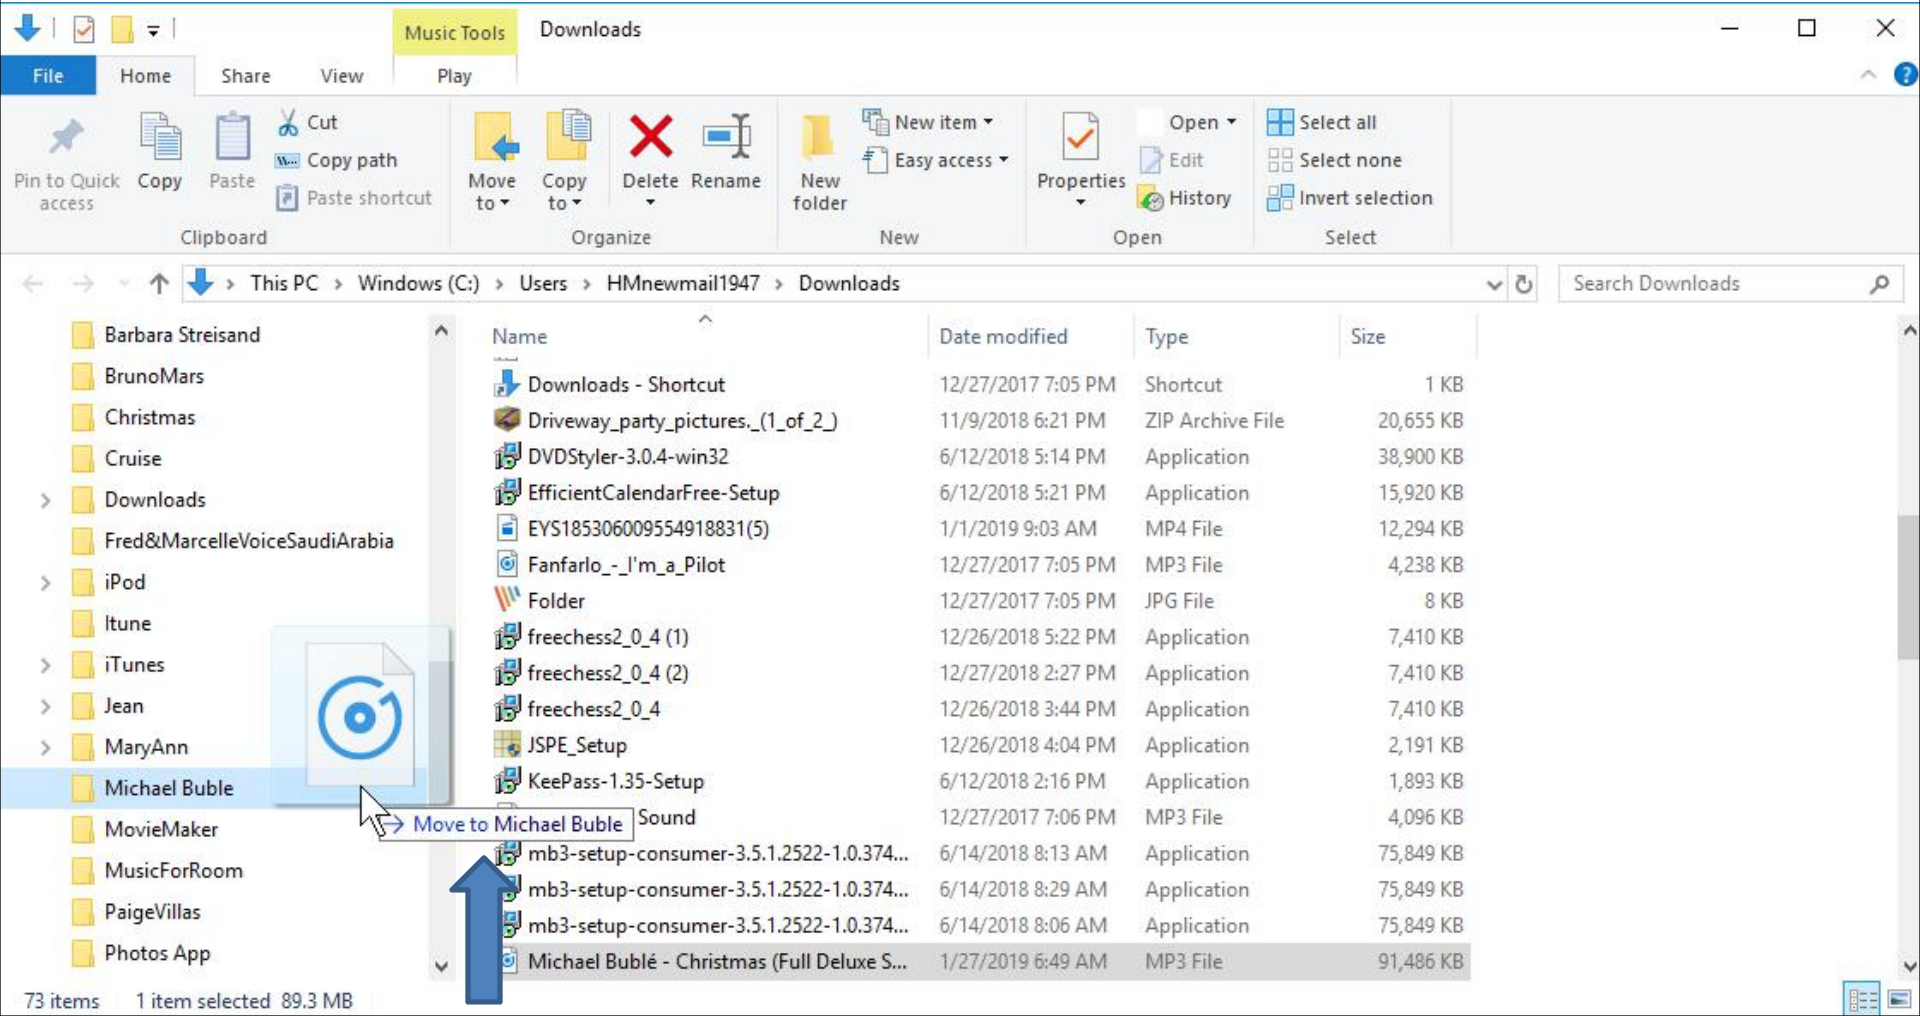 Music Tools Downloads
File Home Share View Play
Pin to Quick access
Copy
Paste
Cut
Copy path
Paste shortcut
Clipboard
Move to
Copy to
Delete
Rename
Organize
New folder
New item
Easy access
New
Properties
Open
Edit
History
Open
Select all
Select none
Invert selection
Select
This PC > Windows (C:) > Users > HMnewmail1947 > Downloads
Search Downloads
Barbara Streisand
BrunoMars
Christmas
Cruise
Downloads
Fred&MarcelleVoiceSaudiArabia
iPod
Itune
iTunes
Jean
MaryAnn
Michael Buble
MovieMaker
MusicForRoom
PaigeVillas
Photos App
Move to Michael Buble
Name Date modified Type Size
Downloads - Shortcut 12/27/2017 7:05 PM Shortcut 1 KB
Driveway_party_pictures._(1_of_2_) 11/9/2018 6:21 PM ZIP Archive File 20,655 KB
DVDStyler-3.0.4-win32 6/12/2018 5:14 PM Application 38,900 KB
EfficientCalendarFree-Setup 6/12/2018 5:21 PM Application 15,920 KB
EYS185306009554918831(5) 1/1/2019 9:03 AM MP4 File 12,294 KB
Fanfarlo_-_I'm_a_Pilot 12/27/2017 7:05 PM MP3 File 4,238 KB
Folder 12/27/2017 7:05 PM JPG File 8 KB
freechess2_0_4 (1) 12/26/2018 5:22 PM Application 7,410 KB
freechess2_0_4 (2) 12/27/2018 2:27 PM Application 7,410 KB
freechess2_0_4 12/26/2018 3:44 PM Application 7,410 KB
JSPE_Setup 12/26/2018 4:04 PM Application 2,191 KB
KeePass-1.35-Setup 6/12/2018 2:16 PM Application 1,893 KB
Sound 12/27/2017 7:06 PM MP3 File 4,096 KB
mb3-setup-consumer-3.5.1.2522-1.0.374... 6/14/2018 8:13 AM Application 75,849 KB
mb3-setup-consumer-3.5.1.2522-1.0.374... 6/14/2018 8:29 AM Application 75,849 KB
mb3-setup-consumer-3.5.1.2522-1.0.374... 6/14/2018 8:06 AM Application 75,849 KB
Michael Bublé - Christmas (Full Deluxe S... 1/27/2019 6:49 AM MP3 File 91,486 KB
73 items 1 item selected 89.3 MB